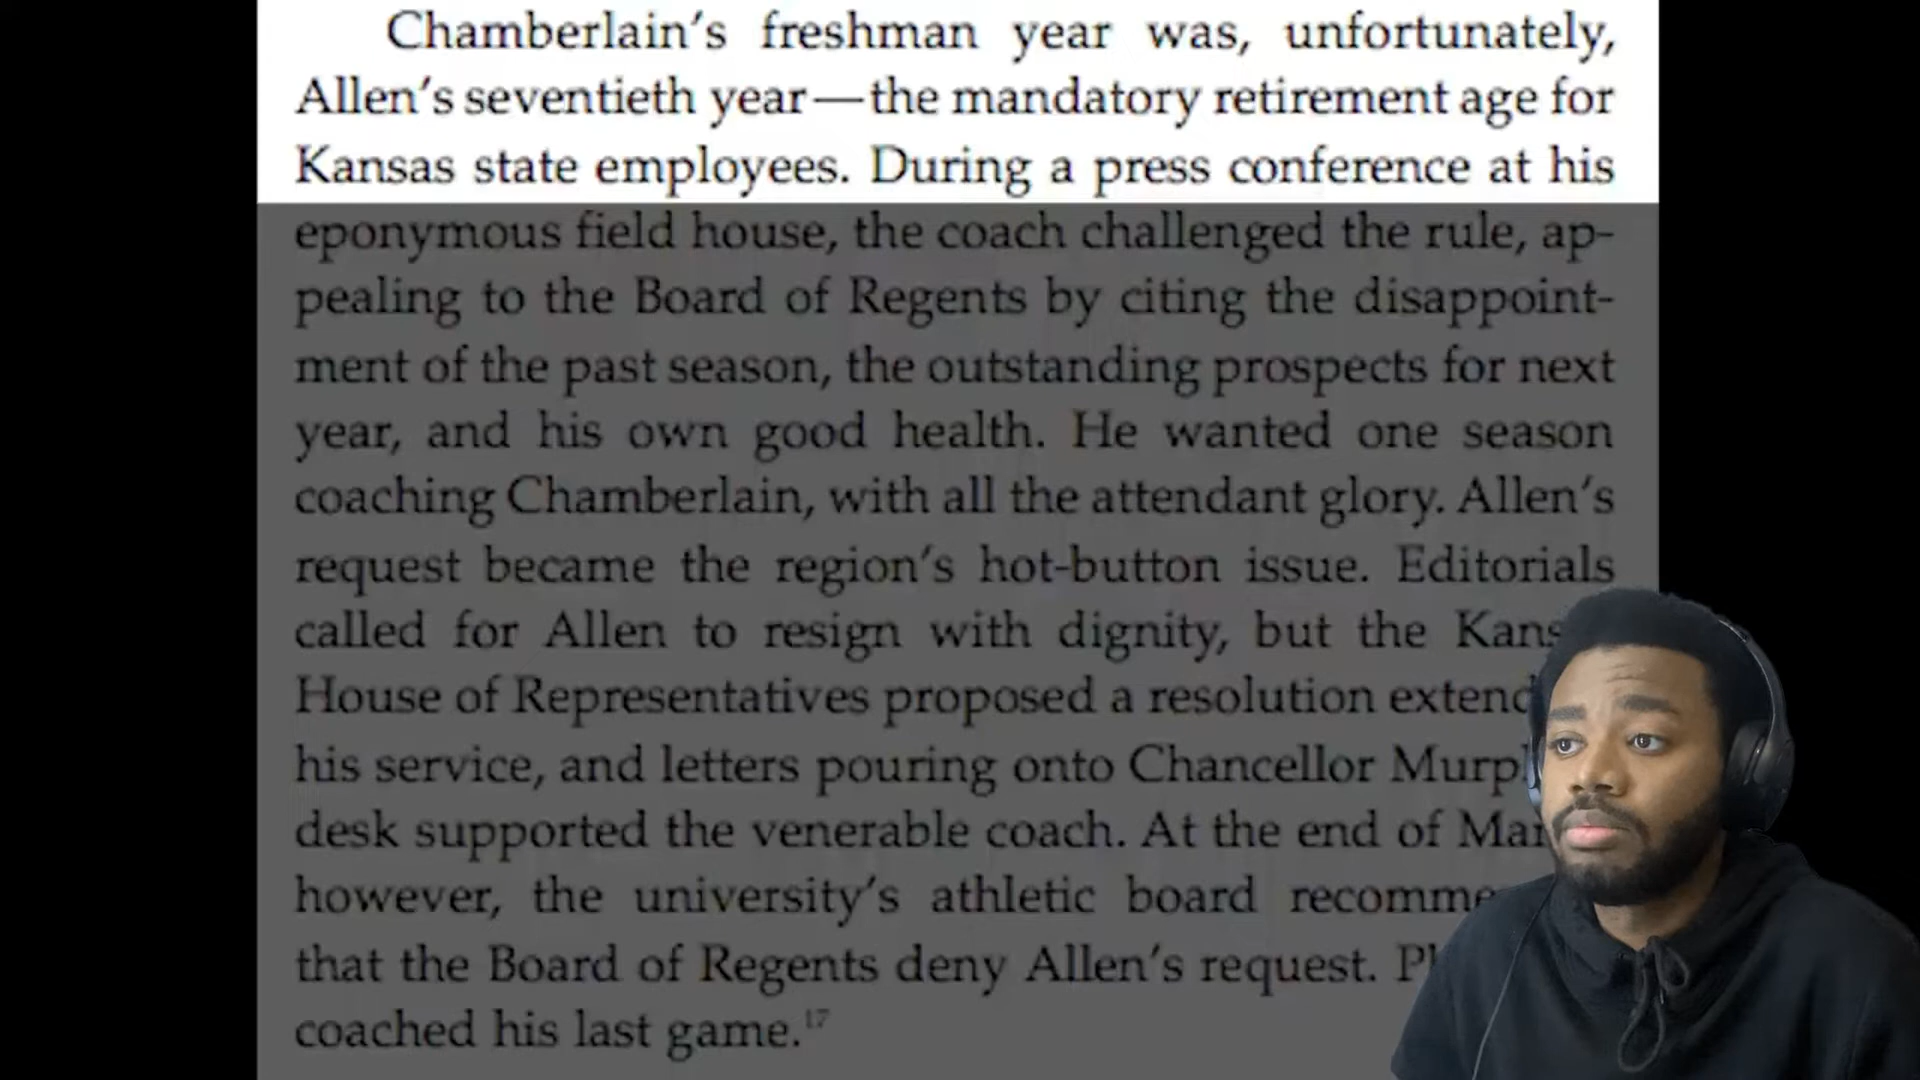 Chamberlain's freshman year was, unfortunately,
Allen's seventieth year—the mandatory retirement age for
Kansas state employees. During a press conference at his
eponymous field house, the coach challenged the rule, ap-
pealing to the Board of Regents by citing the disappoint-
ment of the past season, the outstanding prospects for next
year, and his own good health. He wanted one season
coaching Chamberlain, with all the attendant glory. Allen's
request became the region's hot-button issue. Editorials
called for Allen to resign with dignity, but the
House of Representatives proposed a resolution
his service, and letters pouring onto Chancellor
desk supported the venerable coach. At the end of
however, the university's athletic board
that the Board of Regents deny Allen's request.
coached his last game.17